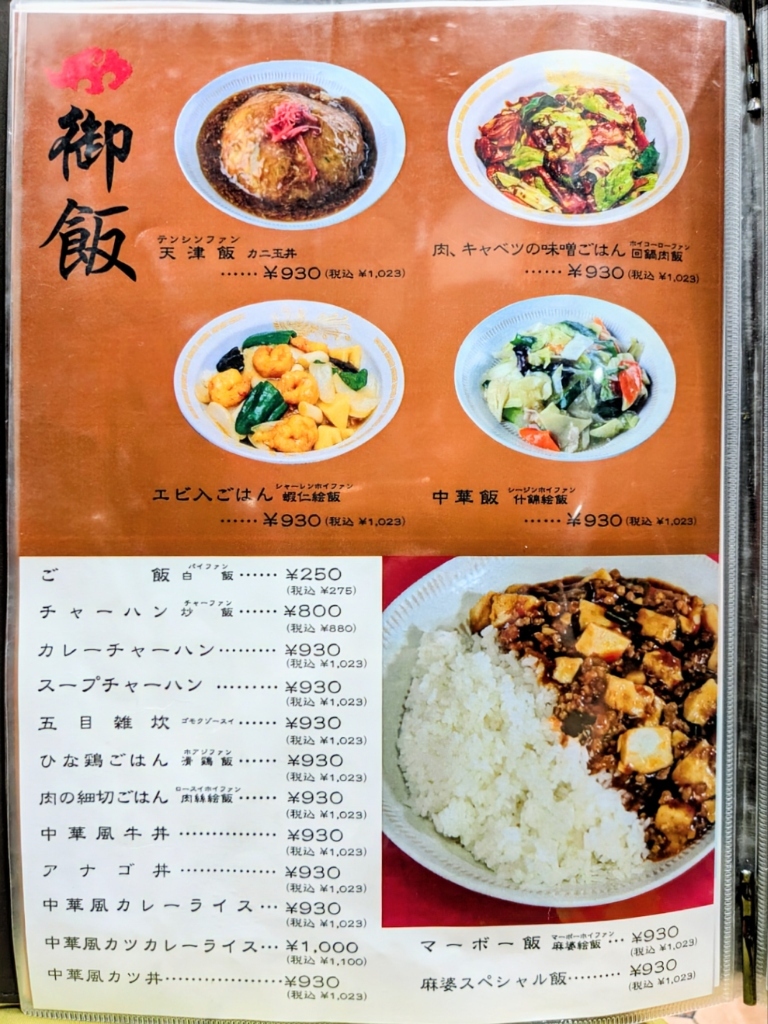 御飯
テンシンファン
天津飯 カニ玉丼
……¥930(税込 ¥1,023)
ホイコーローファン
肉、キャベツの味噌ごはん 回鍋肉飯
……¥930(税込 ¥1,023)
シャーレンホイファン
エビ入ごはん 蝦仁絵飯
……¥930(税込 ¥1,023)
シージンホイファン
中華飯 什錦絵飯
……¥930(税込 ¥1,023)
パイファン
ご飯 白飯……¥250
(税込 ¥275)
チャーファン
チャーハン 炒飯……¥800
(税込 ¥880)
カレーチャーハン………¥930
(税込 ¥1,023)
スープチャーハン ………¥930
(税込 ¥1,023)
五目雑炊 ゴモクゾースイ……¥930
(税込 ¥1,023)
ひな鶏ごはん 滑鶏飯……¥930
(税込 ¥1,023)
ロースイホイファン
肉の細切ごはん 肉絲絵飯……¥930
(税込 ¥1,023)
中華風牛丼 ……………¥930
(税込 ¥1,023)
アナゴ丼 ……………¥930
(税込 ¥1,023)
中華風カレーライス…¥930
(税込 ¥1,023)
中華風カツカレーライス…¥1,000
(税込 ¥1,100)
中華風カツ丼………………¥930
(税込 ¥1,023)
マーボーホイファン
マーボー飯 麻婆絵飯…¥930
(税込 ¥1,023)
麻婆スペシャル飯………¥930
(税込 ¥1,023)